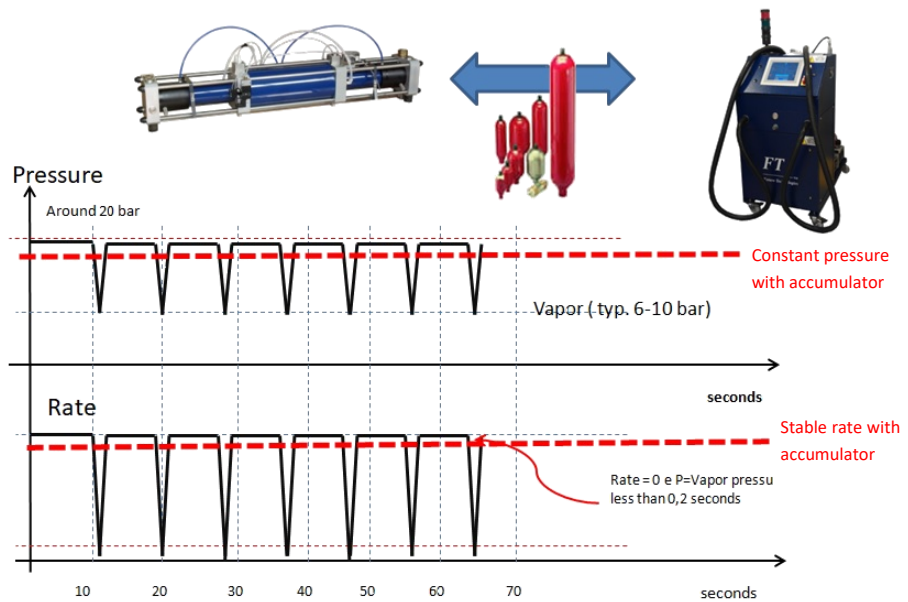 FT
Pressure
Around 20 bar
Constant pressure
with accumulator
Vapor ( typ. 6-10 bar)
seconds
Rate
Stable rate with
accumulator
Rate = 0 e P=Vapor pressu
less than 0,2 seconds
10 20 30 40 50 60 70 seconds